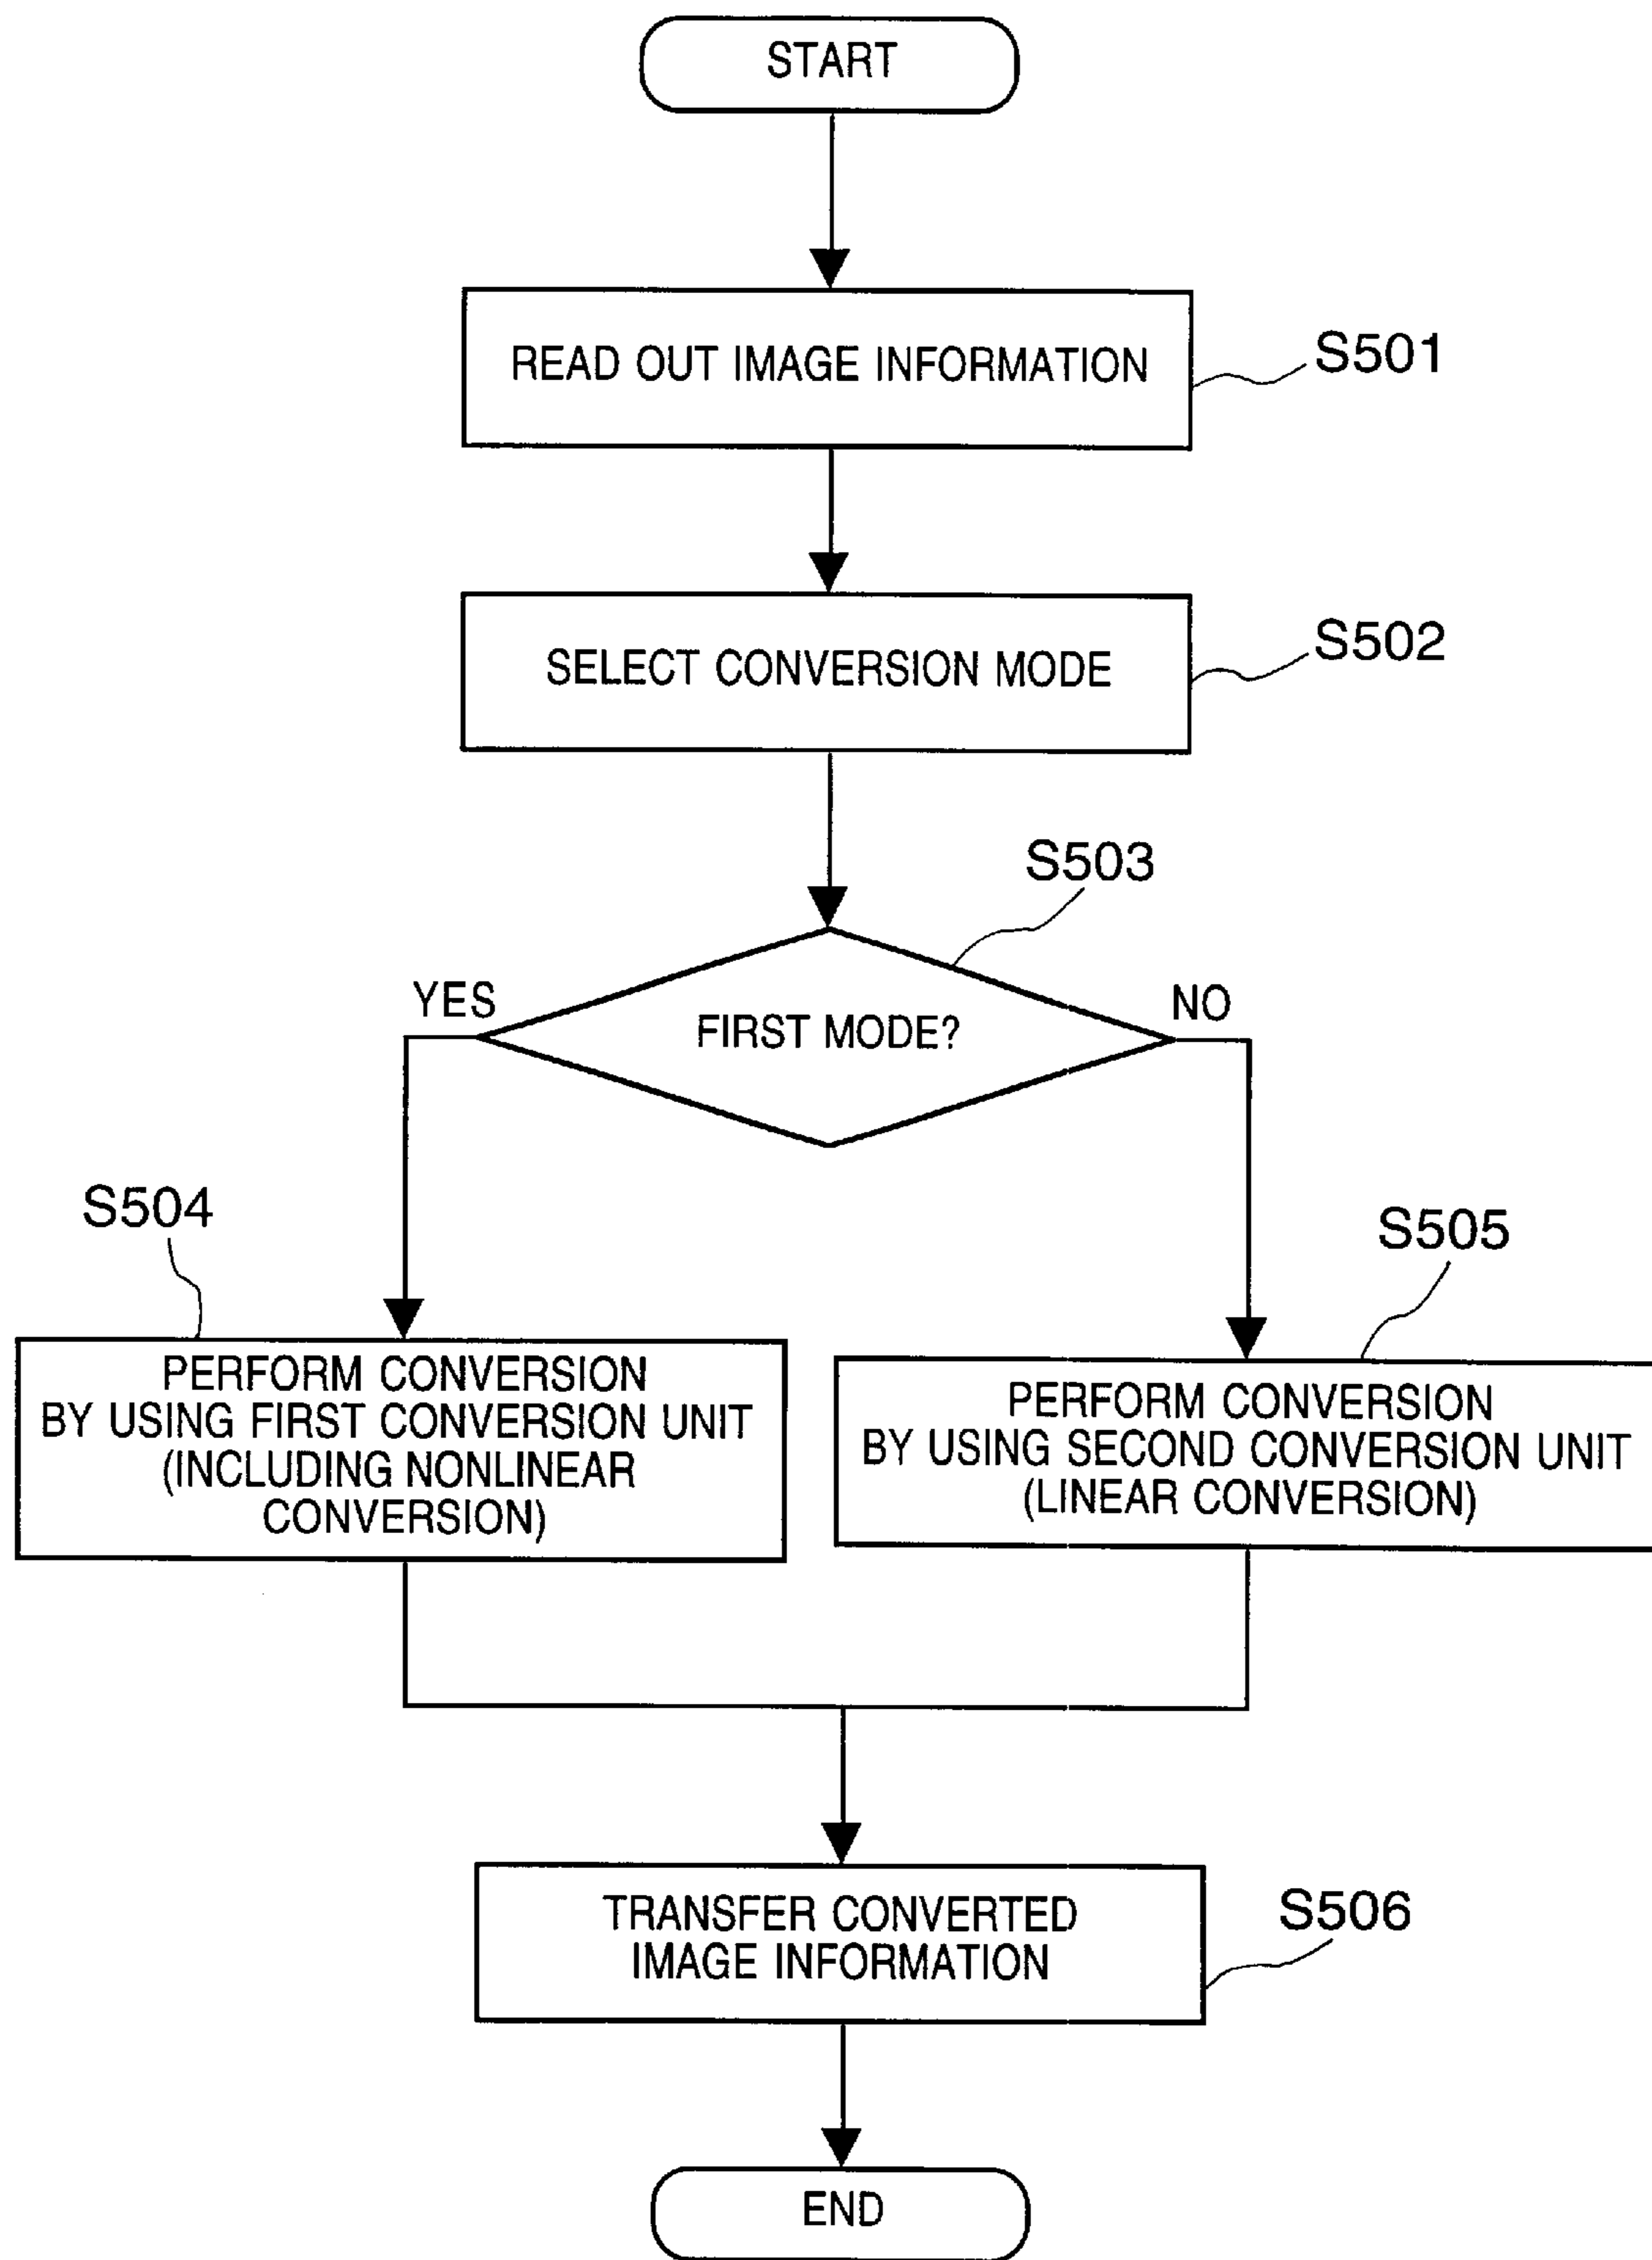 START
READ OUT IMAGE INFORMATION
S501
SELECT CONVERSION MODE
S502
S503
YES
FIRST MODE?
NO
S504
PERFORM CONVERSION
BY USING FIRST CONVERSION UNIT
(INCLUDING NONLINEAR
CONVERSION)
S505
PERFORM CONVERSION
BY USING SECOND CONVERSION UNIT
(LINEAR CONVERSION)
TRANSFER CONVERTED
IMAGE INFORMATION
S506
END